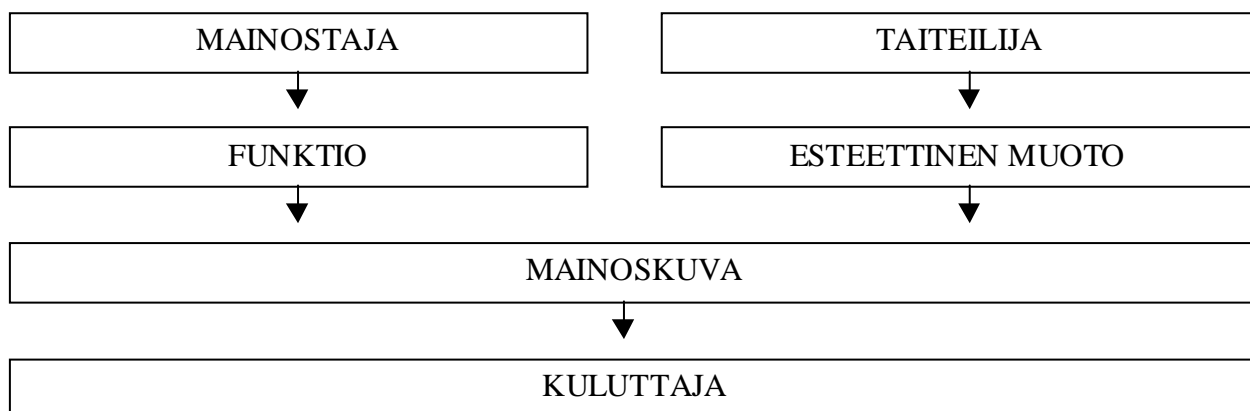 MAINOSTAJA
TAITEILIJA
FUNKTIO
ESTEETTINEN MUOTO
MAINOSKUVA
KULUTTAJA